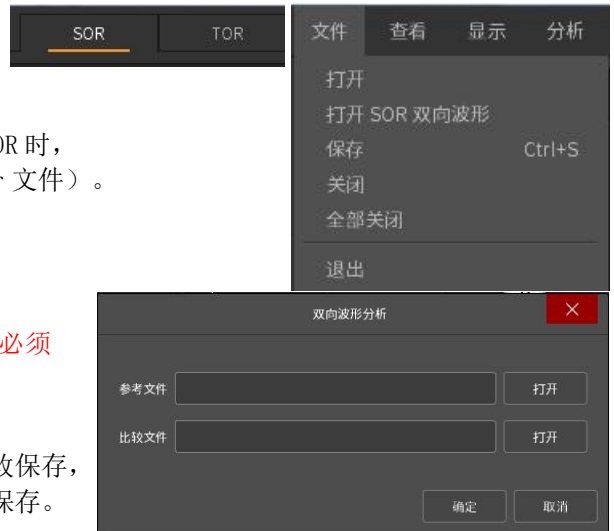 SOR TOR
文件 查看 显示 分析
打开
打开 SOR 双向波形
保存 Ctrl+S
关闭
全部关闭
退出
OR 时，
文件）。
双向波形分析
必须
参考文件 打开
比较文件 打开
改保存，
保存。
确定 取消